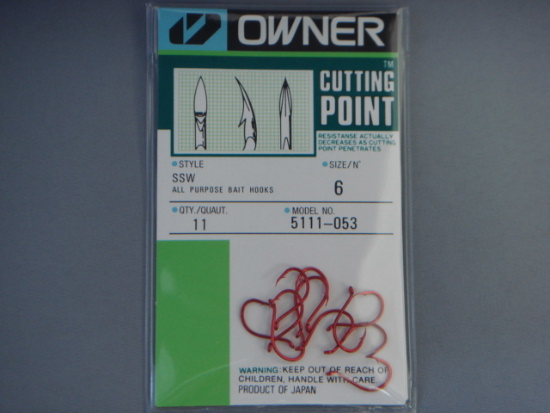 OWNER
TM
CUTTING
POINT
RESISTANSE ACTUALLY
DECREASES AS CUTTING
POINT PENETRATES
STYLE
SIZE/N°
SSW
6
ALL PURPOSE BAIT HOOKS
QTY./QUAUT.
MODEL NO.
11
5111-053
WARNING: KEEP OUT OF REACH OF
CHILDREN, HANDLE WITH CARE.
PRODUCT OF JAPAN